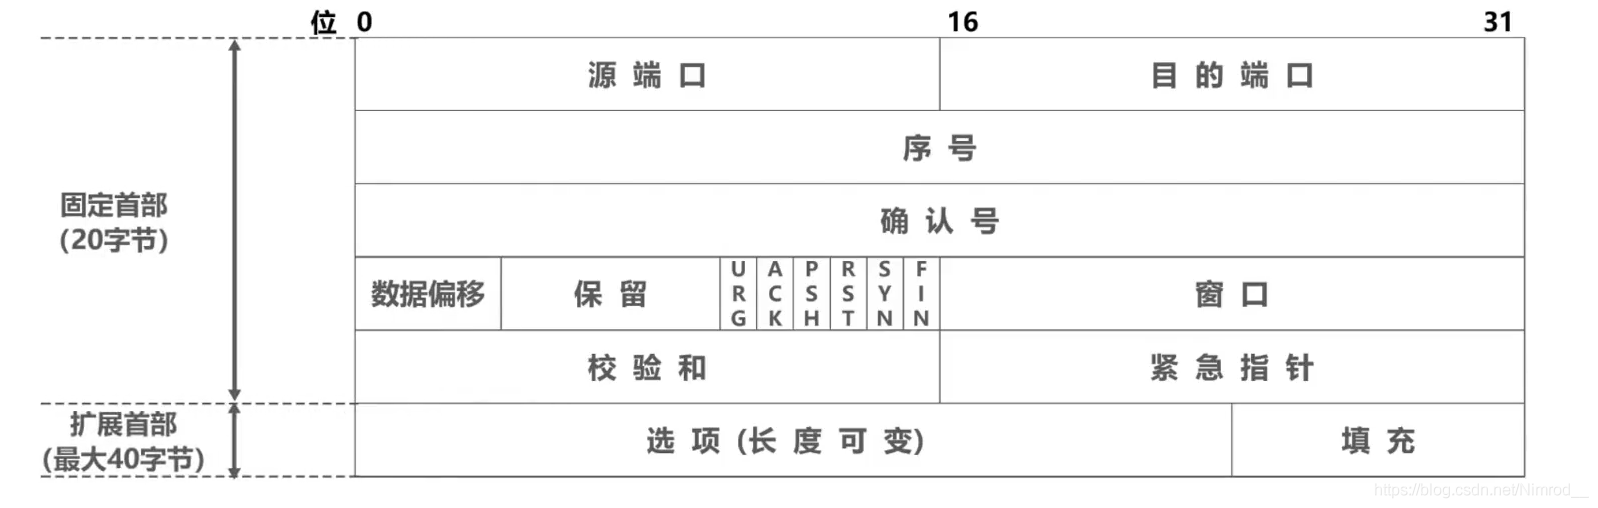 位 0 16 31
源 端 口 目 的 端 口
序 号
固定首部
(20字节)
确 认 号
数据偏移 保 留 URG ACK PSH RST SYN FIN 窗 口
校 验 和 紧 急 指 针
扩展首部
(最大40字节)
选 项 (长 度 可 变) 填 充
https://blog.csdn.net/Nimrod__